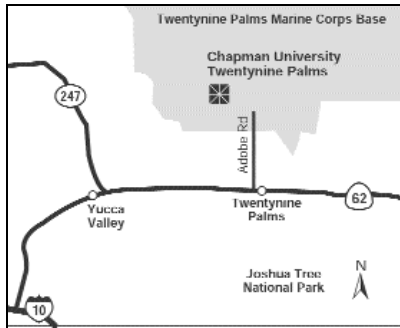 Twentynine Palms Marine Corps Base
Chapman University
Twentynine Palms
247
Adobe Rd
Yucca
Valley
Twentynine
Palms
62
Joshua Tree
National Park
N
10